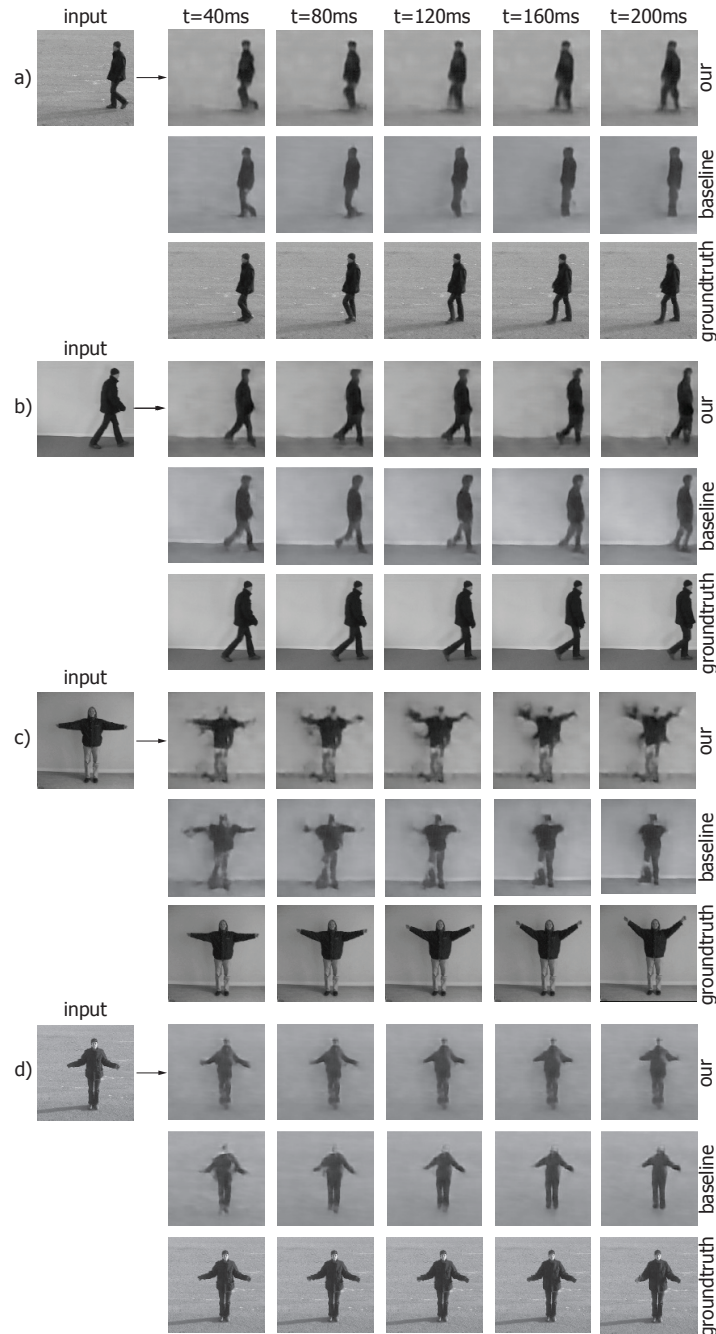 input t=40ms t=80ms t=120ms t=160ms t=200ms
a) our
baseline
groundtruth
input
b) our
baseline
groundtruth
input
c) our
baseline
groundtruth
input
d) our
baseline
groundtruth